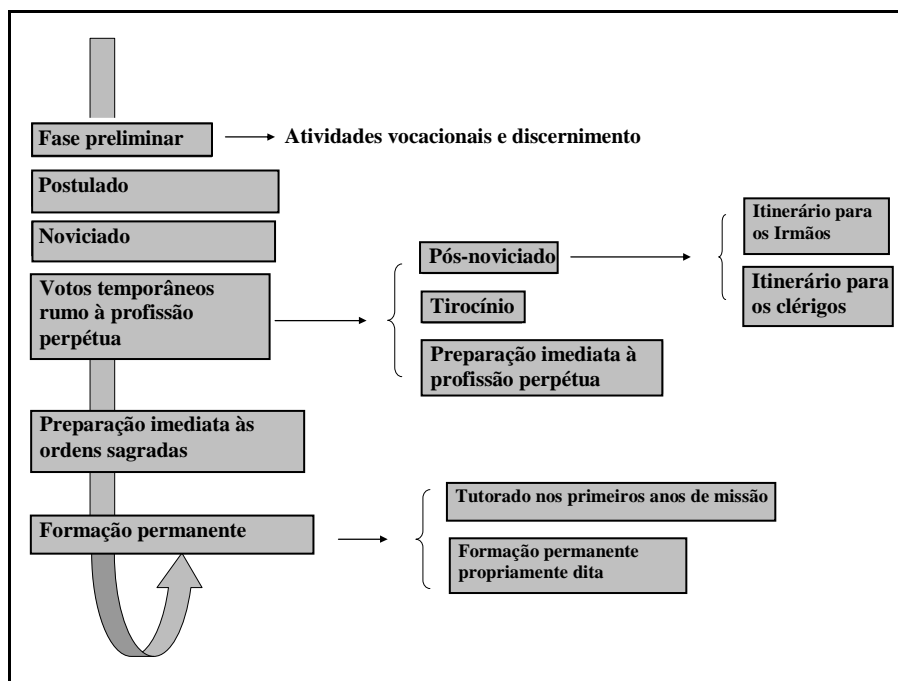 Fase preliminar
Atividades vocacionais e discernimento
Postulado
Noviciado
Votos temporâneos
rumo à profissão
perpétua
Pós-noviciado
Tirocínio
Preparação imediata à
profissão perpétua
Itinerário para
os Irmãos
Itinerário para
os clérigos
Preparação imediata às
ordens sagradas
Formação permanente
Tutorado nos primeiros anos de missão
Formação permanente
propriamente dita